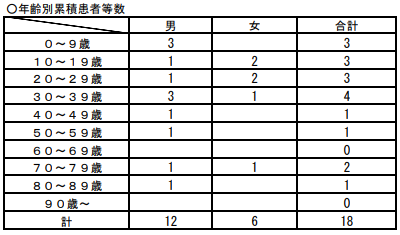 〇年齢別累積患者等数
男 女 合計
０～９歳 3 3
１０～１９歳 1 2 3
２０～２９歳 1 2 3
３０～３９歳 3 1 4
４０～４９歳 1 1
５０～５９歳 1 1
６０～６９歳 0
７０～７９歳 1 1 2
８０～８９歳 1 1
９０歳～ 0
計 12 6 18